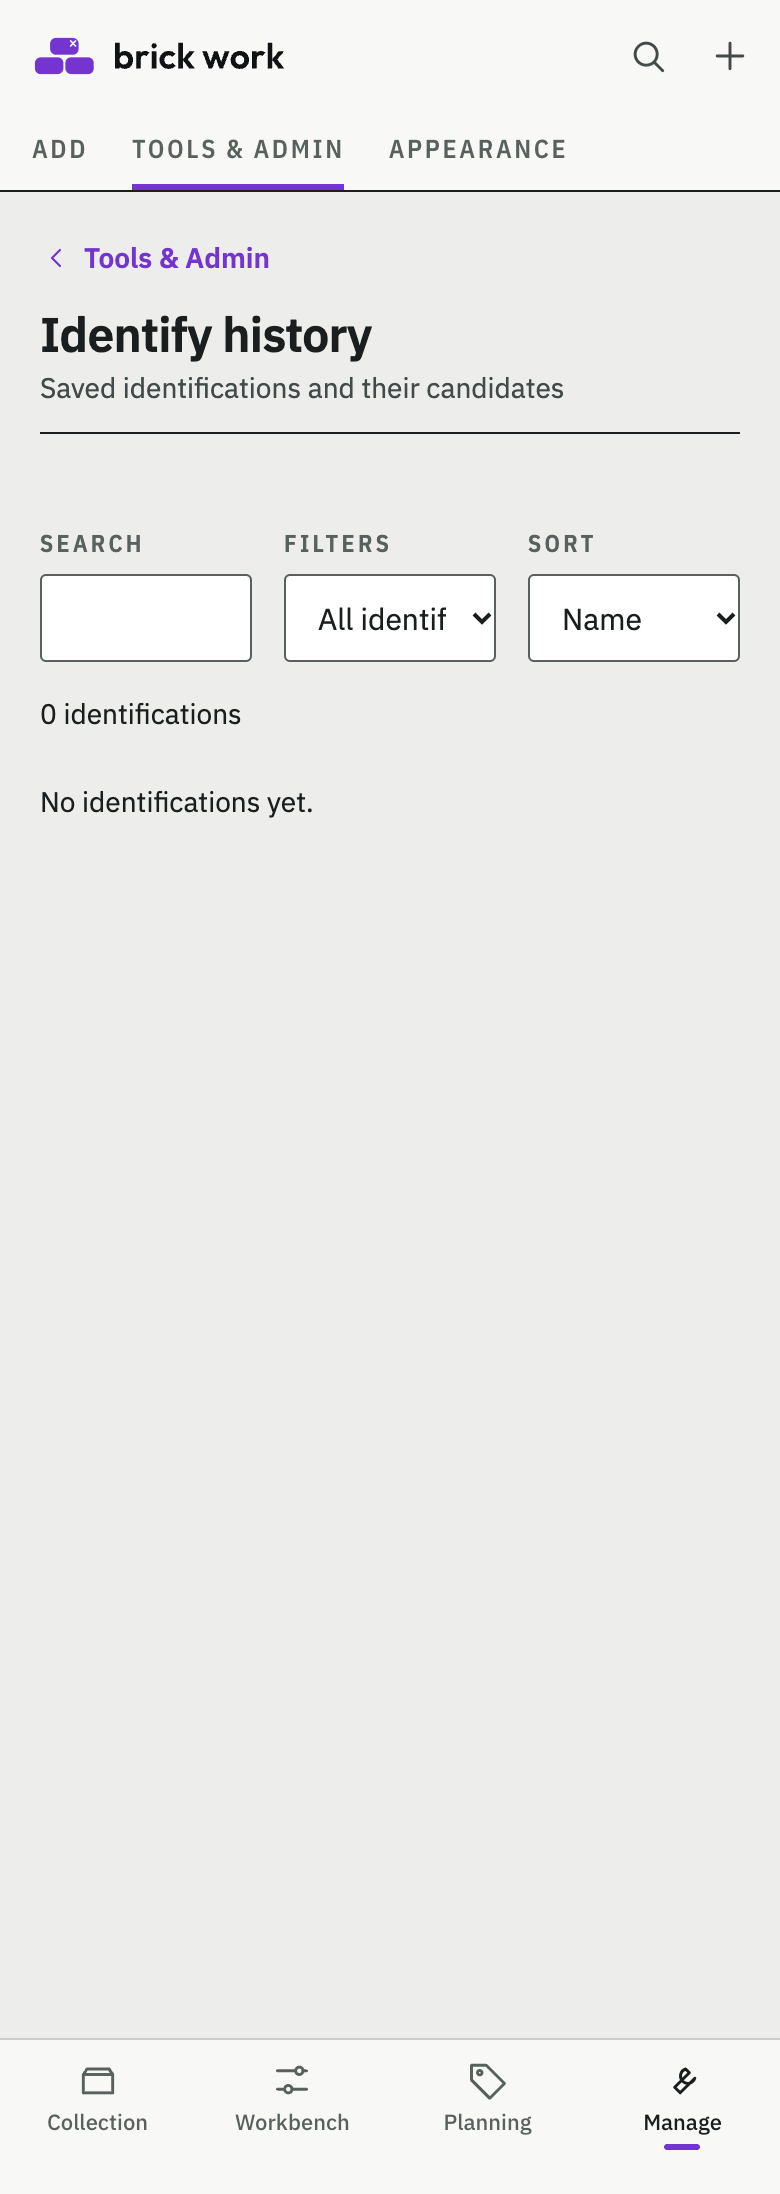 brick work
ADD TOOLS & ADMIN APPEARANCE
Tools & Admin
Identify history
Saved identifications and their candidates
SEARCH FILTERS SORT
All identif Name
0 identifications
No identifications yet.
Collection Workbench Planning Manage